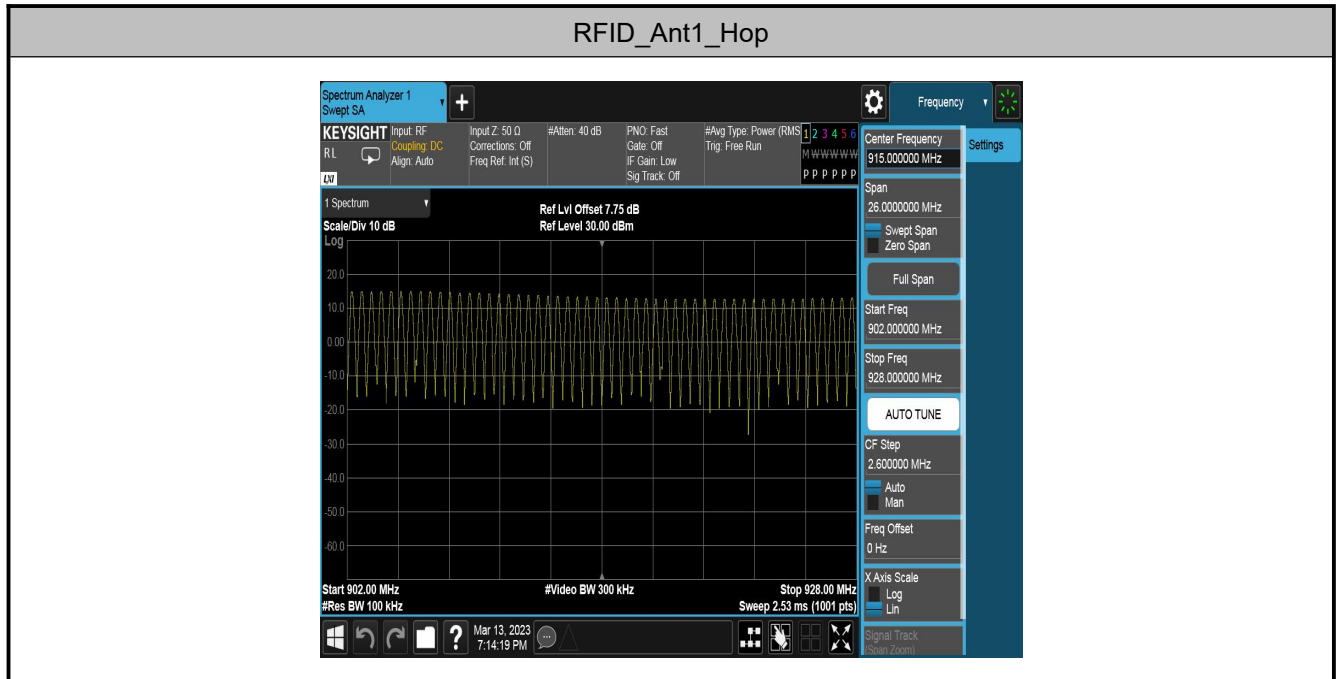 RFID_Ant1_Hop
Spectrum Analyzer 1
Swept SA
+
Frequency
KEYSIGHT
RL
LXI
Input: RF
Coupling: DC
Align: Auto
Input Z: 50 Ω
Corrections: Off
Freq Ref: Int (S)
#Atten: 40 dB
PNO: Fast
Gate: Off
IF Gain: Low
Sig Track: Off
#Avg Type: Power (RMS
Trig: Free Run
1 2 3 4 5 6
M W W W W W
P P P P P P
1 Spectrum
Scale/Div 10 dB
Log
Ref Lvl Offset 7.75 dB
Ref Level 30.00 dBm
20.0
10.0
0.00
-10.0
-20.0
-30.0
-40.0
-50.0
-60.0
Start 902.00 MHz
#Res BW 100 kHz
#Video BW 300 kHz
Stop 928.00 MHz
Sweep 2.53 ms (1001 pts)
Center Frequency
915.000000 MHz
Settings
Span
26.0000000 MHz
Swept Span
Zero Span
Full Span
Start Freq
902.000000 MHz
Stop Freq
928.000000 MHz
AUTO TUNE
CF Step
2.600000 MHz
Auto
Man
Freq Offset
0 Hz
X Axis Scale
Log
Lin
Signal Track
(Span Zoom)
?
Mar 13, 2023
7:14:19 PM